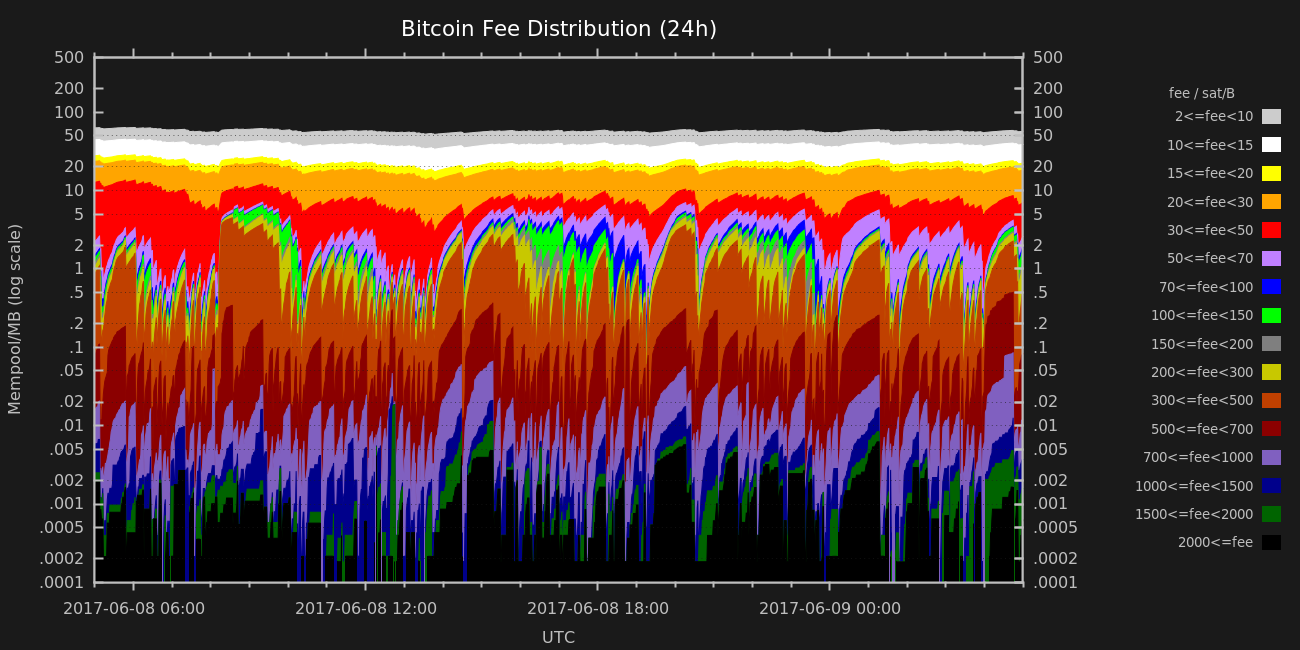 Bitcoin Fee Distribution (24h)
500
200
100
50
20
10
5
2
1
.5
.2
.1
.05
.02
.01
.005
.002
.001
.0005
.0002
.0001
Mempool/MB (log scale)
500
200
100
50
20
10
5
2
1
.5
.2
.1
.05
.02
.01
.005
.002
.001
.0005
.0002
.0001
2017-06-08 06:00
2017-06-08 12:00
2017-06-08 18:00
2017-06-09 00:00
UTC
fee / sat/B
2<=fee<10
10<=fee<15
15<=fee<20
20<=fee<30
30<=fee<50
50<=fee<70
70<=fee<100
100<=fee<150
150<=fee<200
200<=fee<300
300<=fee<500
500<=fee<700
700<=fee<1000
1000<=fee<1500
1500<=fee<2000
2000<=fee